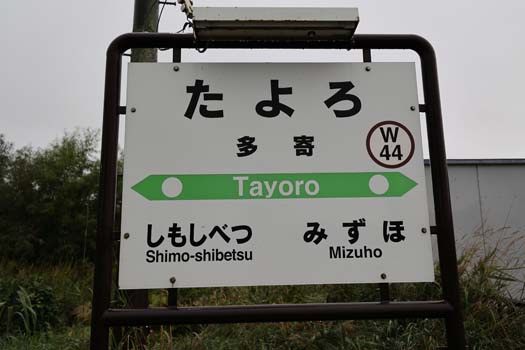 たよろ
多寄
W
44
Tayoro
しもしべつ みずほ
Shimo-shibetsu Mizuho